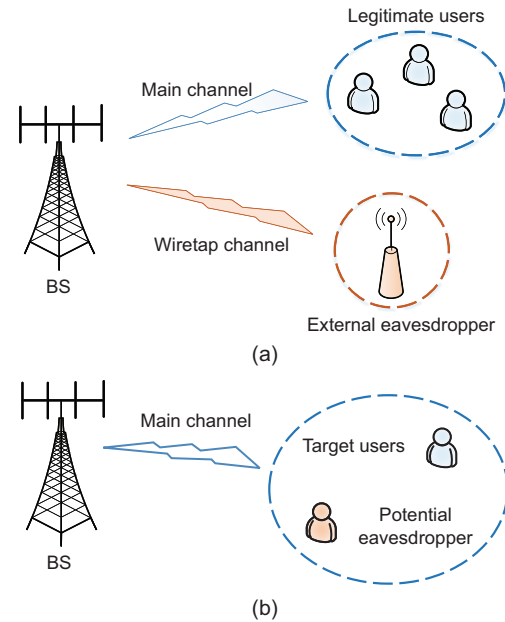 Legitimate users
Main channel
Wiretap channel
BS
External eavesdropper
(a)
Main channel
Target users
Potential
eavesdropper
BS
(b)